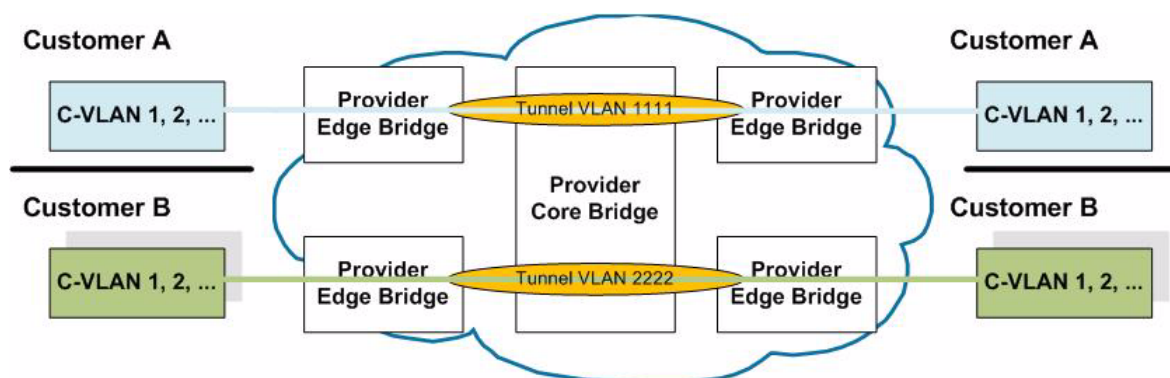 Customer A
Customer A
C-VLAN 1, 2, ...
Provider
Edge Bridge
Tunnel VLAN 1111
Provider
Edge Bridge
C-VLAN 1, 2, ...
Provider
Core Bridge
Customer B
Customer B
C-VLAN 1, 2, ...
Provider
Edge Bridge
Tunnel VLAN 2222
Provider
Edge Bridge
C-VLAN 1, 2, ...